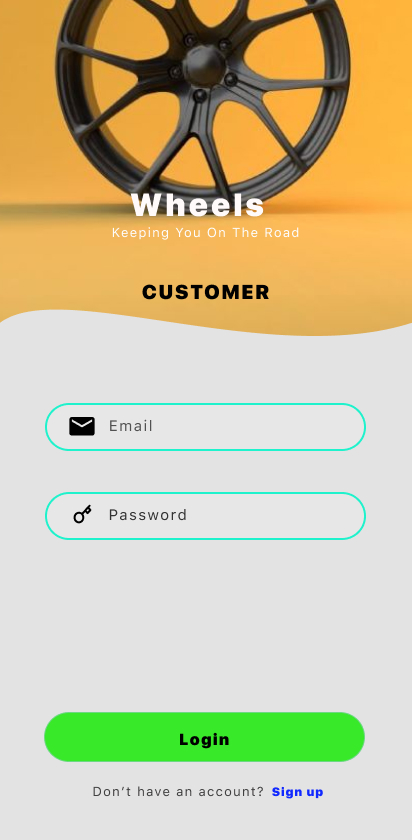 Wheels
Keeping You On The Road
CUSTOMER
Email
Password
Login
Don't have an account? Sign up